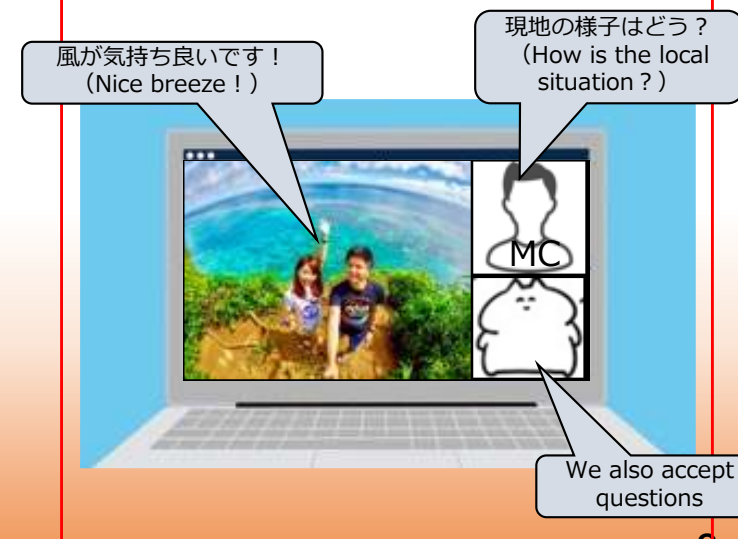 現地の様子はどう？
（How is the local
situation？）
風が気持ち良いです！
（Nice breeze！）
MC
We also accept
questions